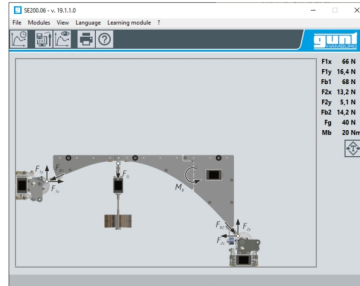 SE200.06 - v. 19.1.1.0
File Modules View Language Learning module ?
gunt
F1x 66 N
F1y 16,4 N
Fb1 68 N
F2x 13,2 N
F2y 5,1 N
Fb2 14,2 N
Fg 40 N
Mb 20 Nm